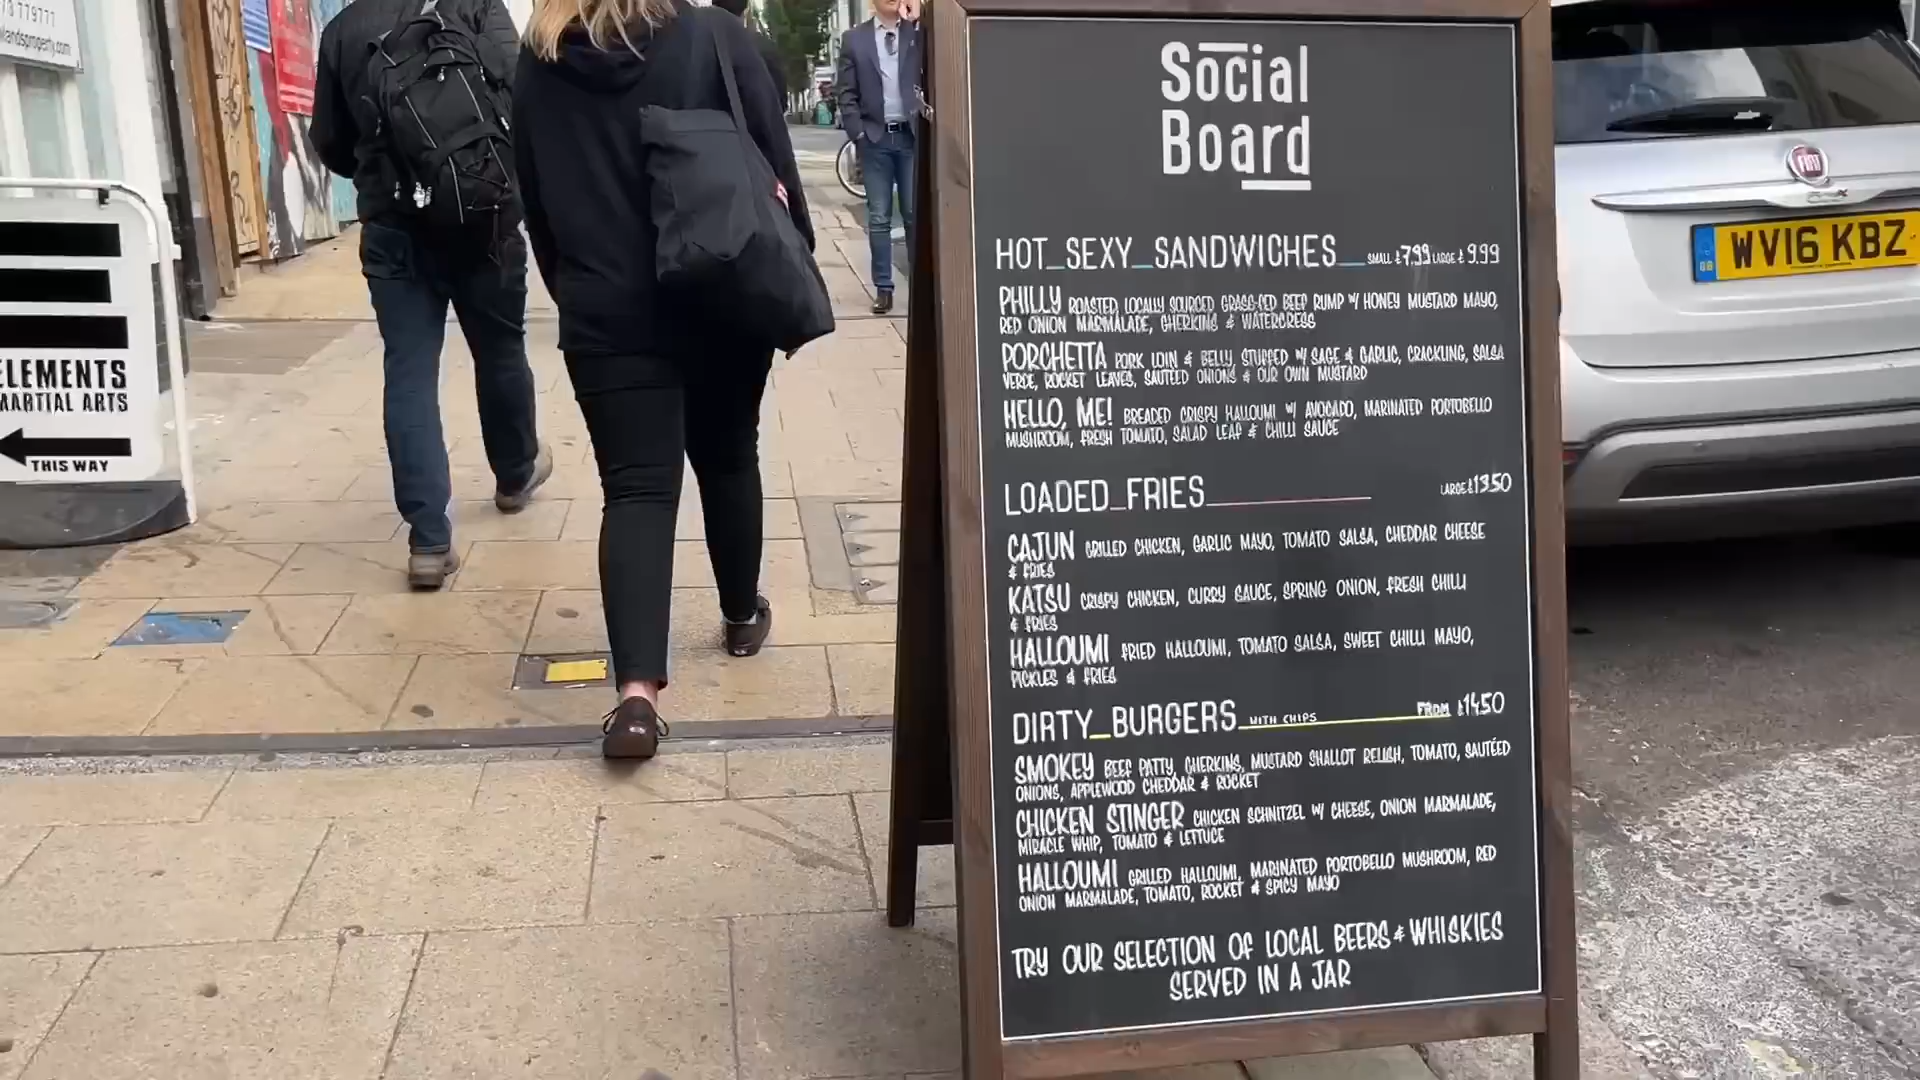 779771
landsproperty.com
ELEMENTS
MARTIAL ARTS
THIS WAY
Social
Board
HOT_SEXY_SANDWICHES SMALL £7.99 LARGE £9.99
PHILLY ROASTED LOCALLY SOURCED GRASS-FED BEEF RUMP W/ HONEY MUSTARD MAYO,
RED ONION MARMALADE, GHERKINS & WATERCRESS
PORCHETTA PORK LOIN & BELLY, STUFFED W/ SAGE & GARLIC, CRACKLING, SALSA
VERDE, ROCKET LEAVES, SAUTÉED ONIONS & OUR OWN MUSTARD
HELLO, ME! BREADED CRISPY HALLOUMI W/ AVOCADO, MARINATED PORTOBELLO
MUSHROOM, FRESH TOMATO, SALAD LEAF & CHILLI SAUCE
LOADED_FRIES LARGE £13.50
CAJUN GRILLED CHICKEN, GARLIC MAYO, TOMATO SALSA, CHEDDAR CHEESE
& FRIES
KATSU CRISPY CHICKEN, CURRY SAUCE, SPRING ONION, FRESH CHILLI
& FRIES
HALLOUMI FRIED HALLOUMI, TOMATO SALSA, SWEET CHILLI MAYO,
PICKLES & FRIES
DIRTY_BURGERS WITH CHIPS FROM £14.50
SMOKEY BEEF PATTY, GHERKINS, MUSTARD SHALLOT RELISH, TOMATO, SAUTÉED
ONIONS, APPLEWOOD CHEDDAR & ROCKET
CHICKEN STINGER CHICKEN SCHNITZEL W/ CHEESE, ONION MARMALADE,
MIRACLE WHIP, TOMATO & LETTUCE
HALLOUMI GRILLED HALLOUMI, MARINATED PORTOBELLO MUSHROOM, RED
ONION MARMALADE, TOMATO, ROCKET & SPICY MAYO
TRY OUR SELECTION OF LOCAL BEERS & WHISKIES
SERVED IN A JAR
FIAT
WV16 KBZ